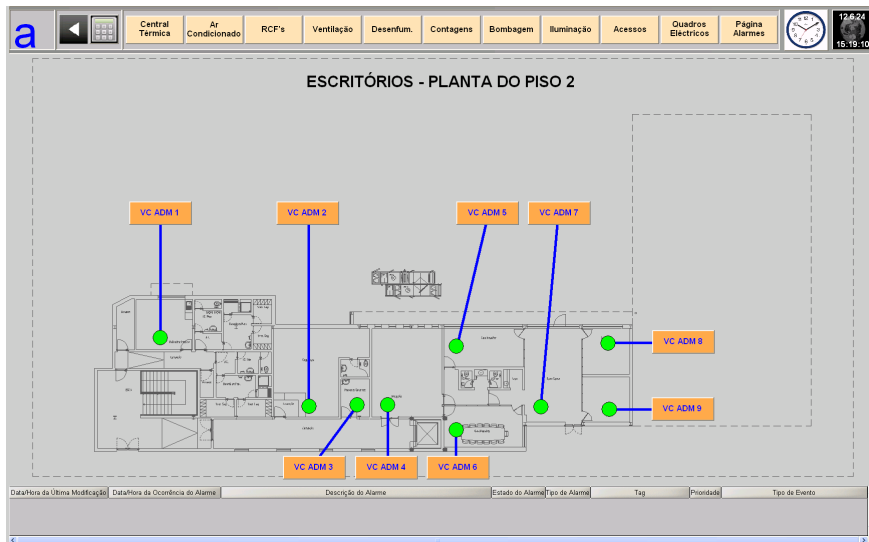 a
Central
Térmica
Ar
Condicionado
RCF's
Ventilação
Desenfum.
Contagens
Bombagem
Iluminação
Acessos
Quadros
Eléctricos
Página
Alarmes
12.6.24
15:19:10
ESCRITÓRIOS - PLANTA DO PISO 2
VC ADM 1
VC ADM 2
VC ADM 5
VC ADM 7
VC ADM 8
VC ADM 9
VC ADM 3
VC ADM 4
VC ADM 6
Data/Hora da Última Modificação
Data/Hora da Ocorrência do Alarme
Descrição do Alarme
Estado do Alarme
Tipo de Alarme
Tag
Prioridade
Tipo de Evento